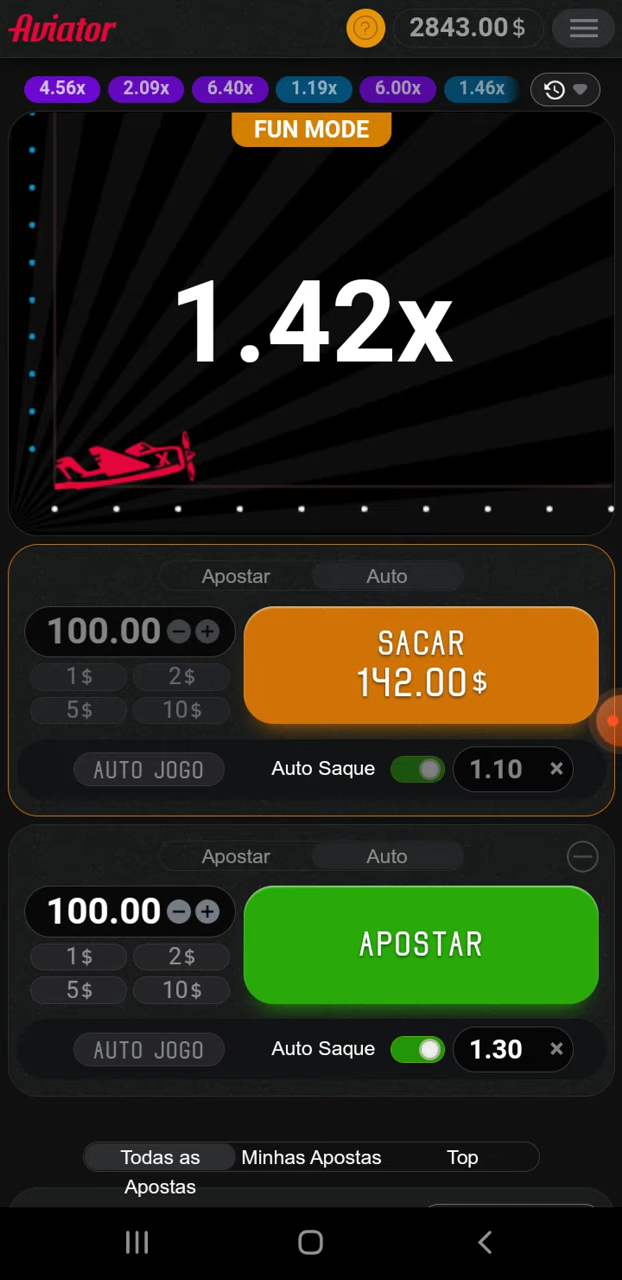 Aviator
? 2843.00 $
4.56x 2.09x 6.40x 1.19x 6.00x 1.46x
FUN MODE
1.42x
X
Apostar Auto
100.00 − +
SACAR
142.00$
1$ 2$
5$ 10$
AUTO JOGO Auto Saque 1.10 ×
Apostar Auto
100.00 − +
APOSTAR
1$ 2$
5$ 10$
AUTO JOGO Auto Saque 1.30 ×
Todas as Minhas Apostas Top
Apostas